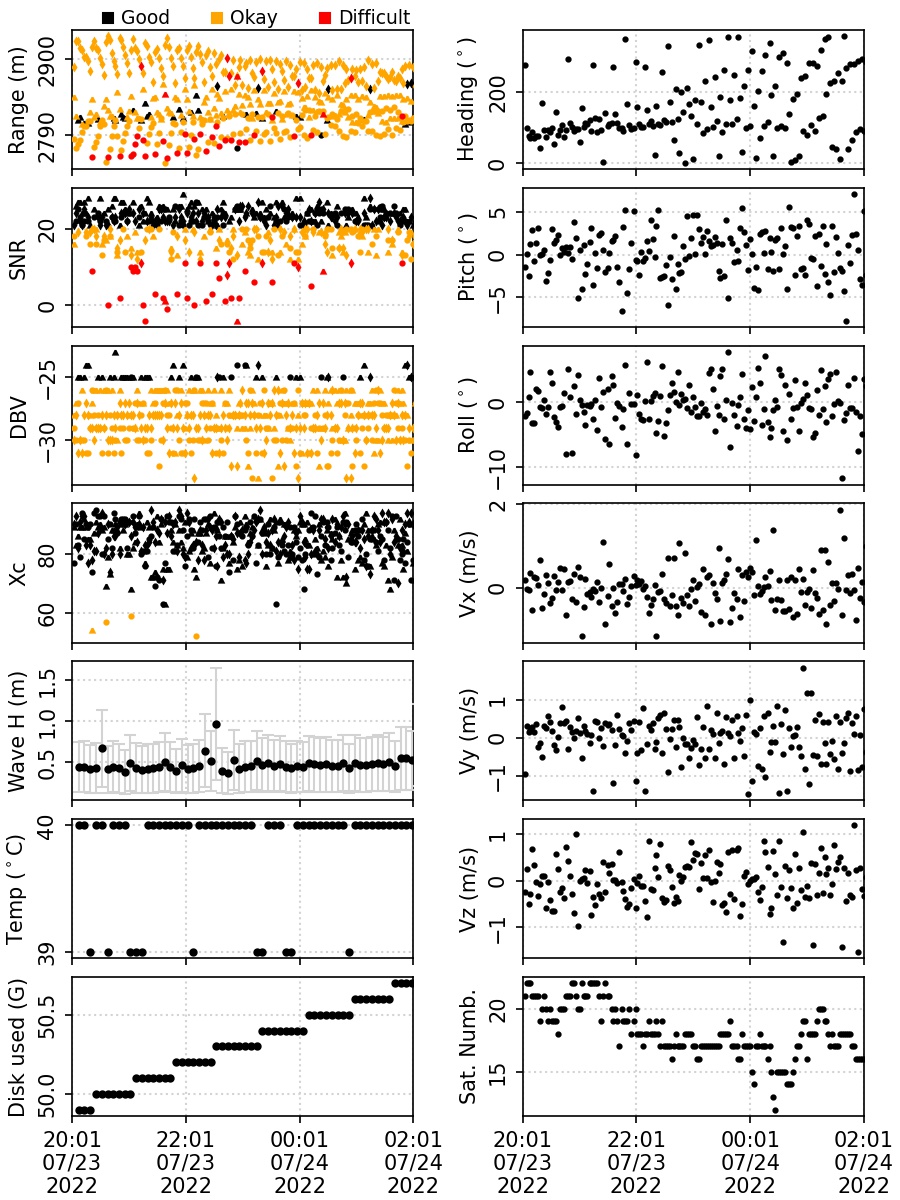 Good Okay Difficult
Range (m)
2900
2790
SNR
20
0
DBV
−25
−30
Xc
80
60
Wave H (m)
1.5
1.0
0.5
Temp (°C)
40
39
Disk used (G)
50.5
50.0
20:01 22:01 00:01 02:01
07/23 07/23 07/24 07/24
2022 2022 2022 2022
Heading (°)
200
0
Pitch (°)
5
0
−5
Roll (°)
0
−10
Vx (m/s)
2
0
Vy (m/s)
1
0
−1
Vz (m/s)
1
0
−1
Sat. Numb.
20
15
20:01 22:01 00:01 02:01
07/23 07/23 07/24 07/24
2022 2022 2022 2022